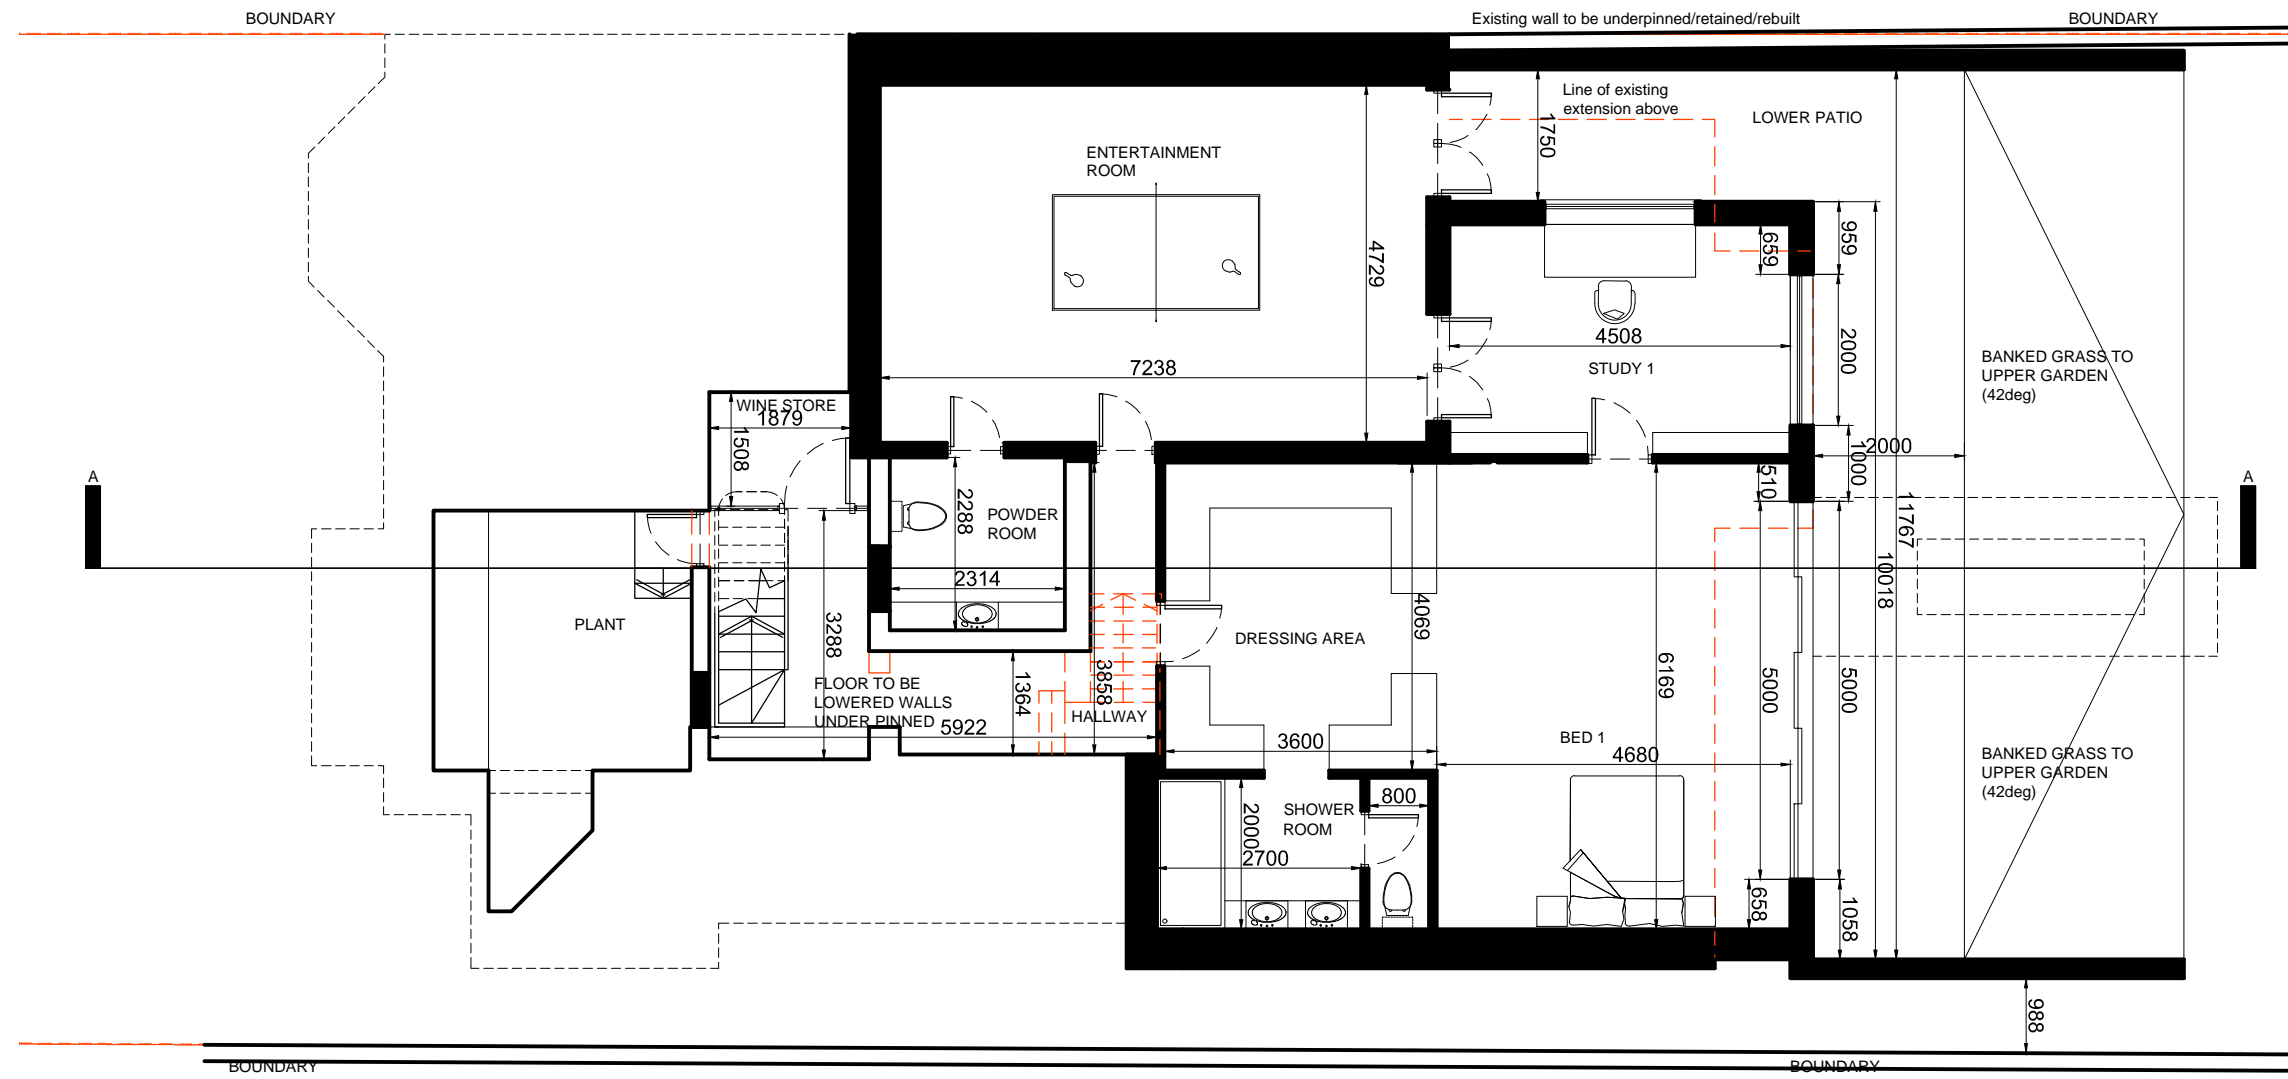 BOUNDARY
Existing wall to be underpinned/retained/rebuilt
BOUNDARY
Line of existing
extension above
LOWER PATIO
1750
ENTERTAINMENT
ROOM
4729
7238
659
959
4508
STUDY 1
2000
BANKED GRASS TO
UPPER GARDEN
(42deg)
WINE STORE
1879
1508
A
A
2288
POWDER
ROOM
2314
510
1000
2000
11767
10018
PLANT
3288
DRESSING AREA
4069
6169
5000
5000
FLOOR TO BE
LOWERED WALLS
UNDER PINNED
1364
3858
HALLWAY
5922
3600
BED 1
4680
BANKED GRASS TO
UPPER GARDEN
(42deg)
800
SHOWER
ROOM
2000
2700
658
1058
988
BOUNDARY
BOUNDARY